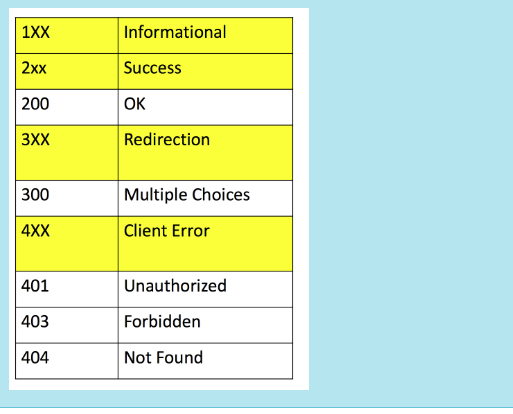 1XX Informational
2xx Success
200 OK
3XX Redirection
300 Multiple Choices
4XX Client Error
401 Unauthorized
403 Forbidden
404 Not Found